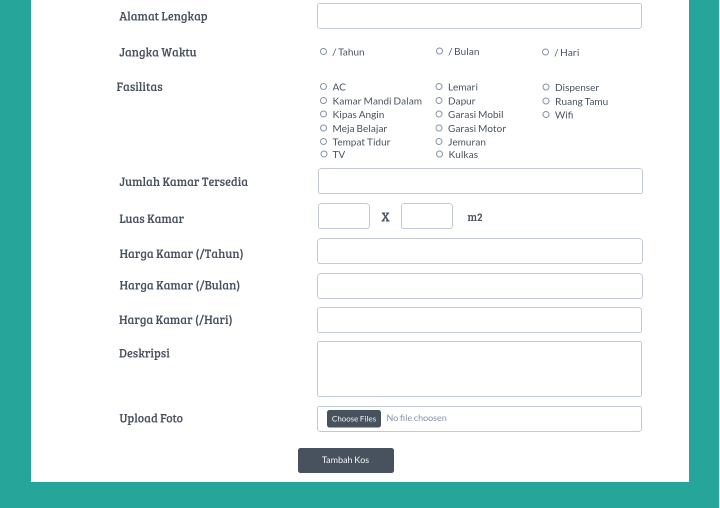 Alamat Lengkap
Jangka Waktu / Tahun / Bulan / Hari
Fasilitas AC Lemari Dispenser
Kamar Mandi Dalam Dapur Ruang Tamu
Kipas Angin Garasi Mobil Wifi
Meja Belajar Garasi Motor
Tempat Tidur Jemuran
TV Kulkas
Jumlah Kamar Tersedia
Luas Kamar X m2
Harga Kamar (/Tahun)
Harga Kamar (/Bulan)
Harga Kamar (/Hari)
Deskripsi
Upload Foto Choose Files No file choosen
Tambah Kos